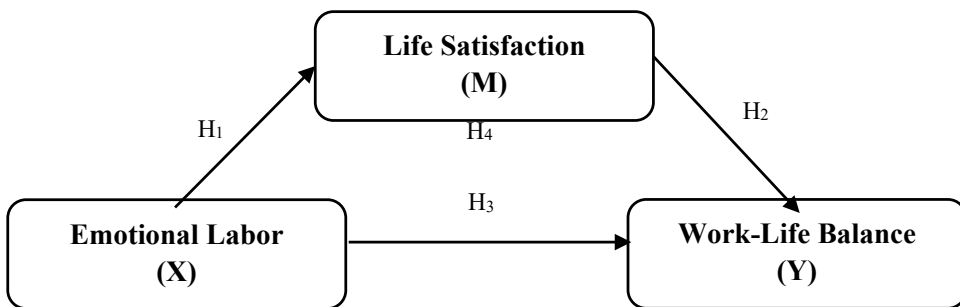 Life Satisfaction
(M)
H1
H2
H4
H3
Emotional Labor
(X)
Work-Life Balance
(Y)